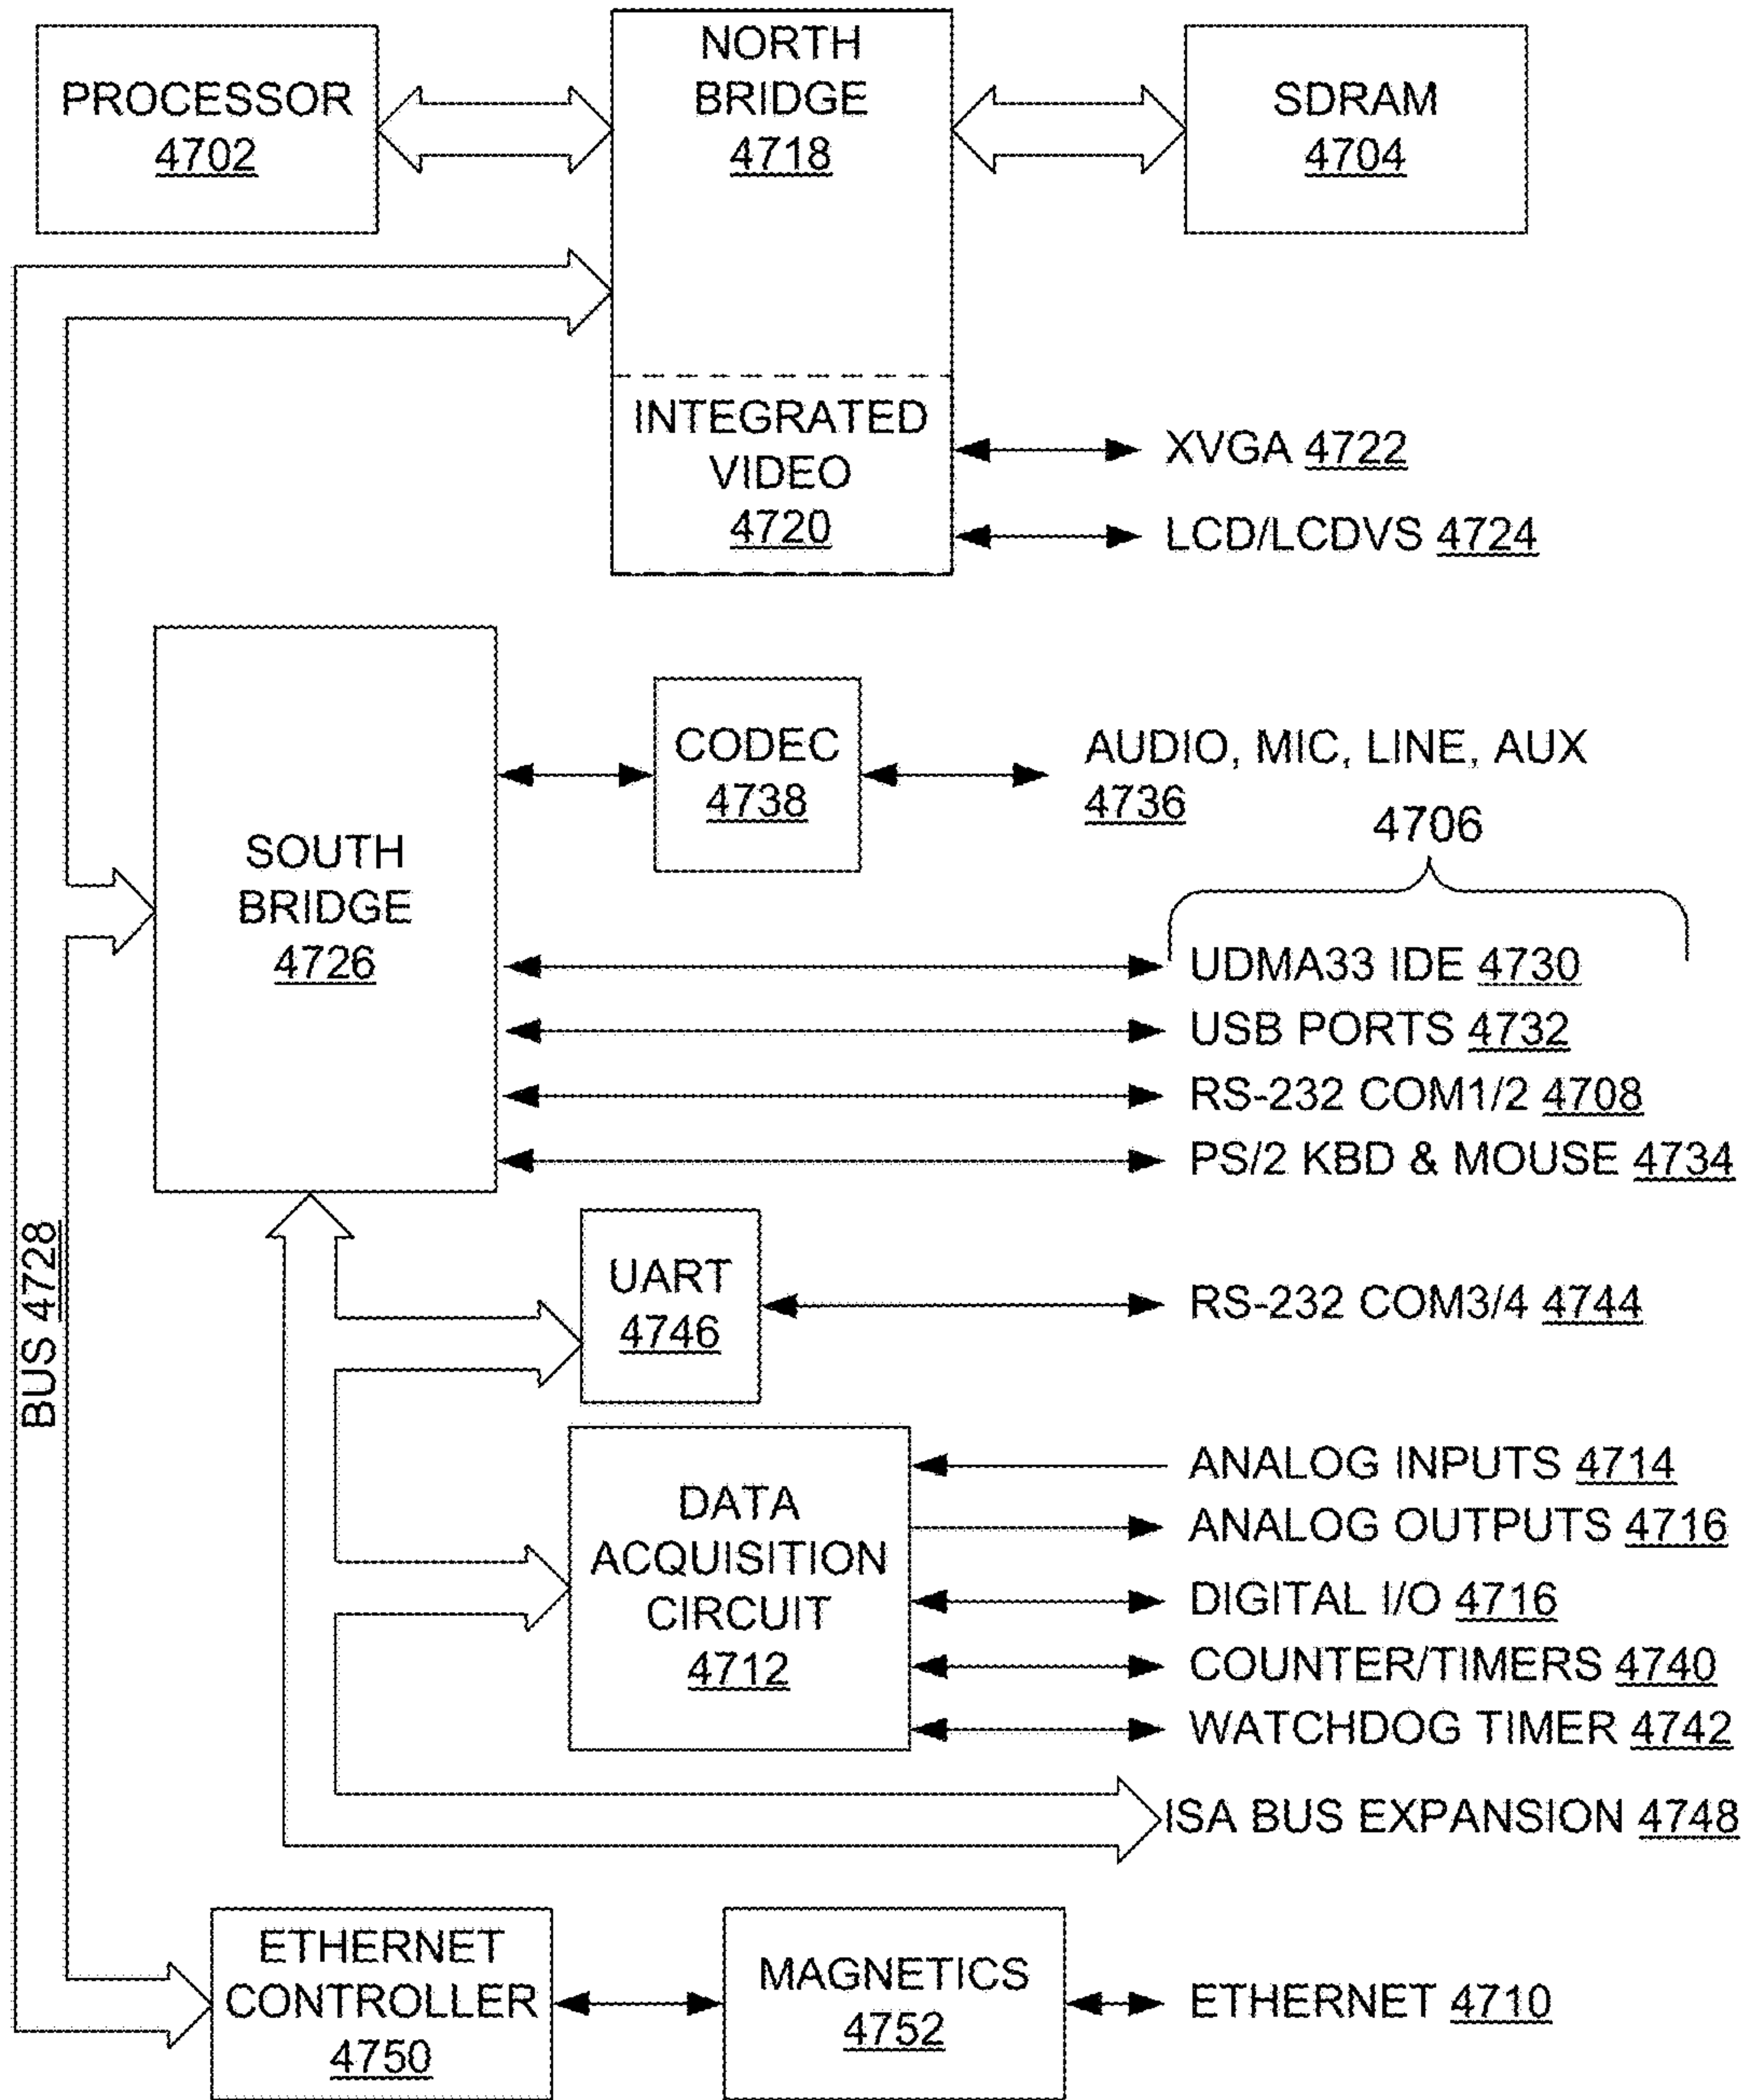 PROCESSOR
4702
NORTH
BRIDGE
4718
SDRAM
4704
INTEGRATED
VIDEO
4720
XVGA 4722
LCD/LCDVS 4724
SOUTH
BRIDGE
4726
CODEC
4738
AUDIO, MIC, LINE, AUX
4736
4706
UDMA33 IDE 4730
USB PORTS 4732
RS-232 COM1/2 4708
PS/2 KBD & MOUSE 4734
BUS 4728
UART
4746
RS-232 COM3/4 4744
DATA
ACQUISITION
CIRCUIT
4712
ANALOG INPUTS 4714
ANALOG OUTPUTS 4716
DIGITAL I/O 4716
COUNTER/TIMERS 4740
WATCHDOG TIMER 4742
ISA BUS EXPANSION 4748
ETHERNET
CONTROLLER
4750
MAGNETICS
4752
ETHERNET 4710